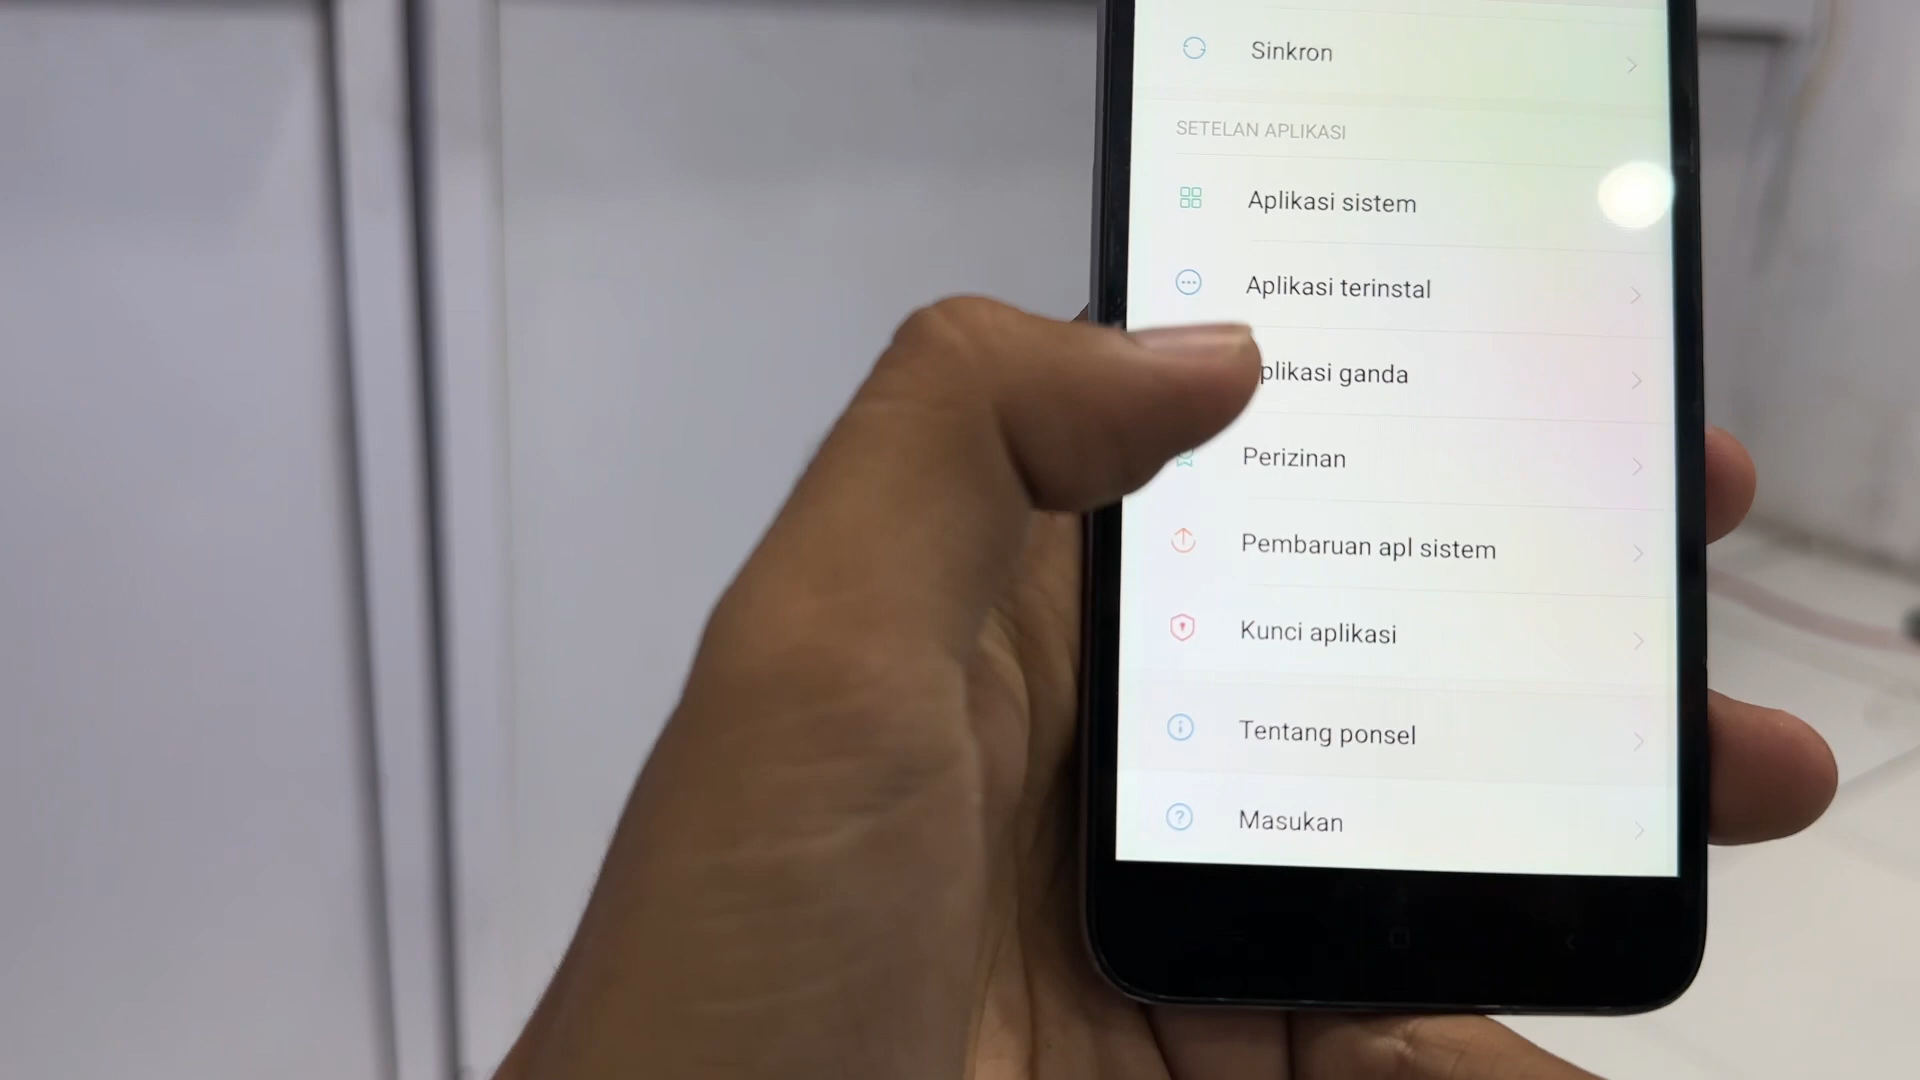 Sinkron
SETELAN APLIKASI
Aplikasi sistem
Aplikasi terinstal
plikasi ganda
Perizinan
Pembaruan apl sistem
Kunci aplikasi
Tentang ponsel
Masukan